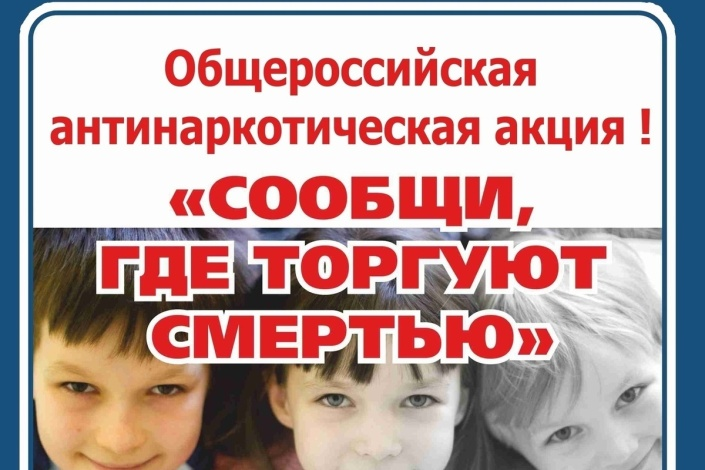 Общероссийская
антинаркотическая акция !
«СООБЩИ,
ГДЕ ТОРГУЮТ
СМЕРТЬЮ»